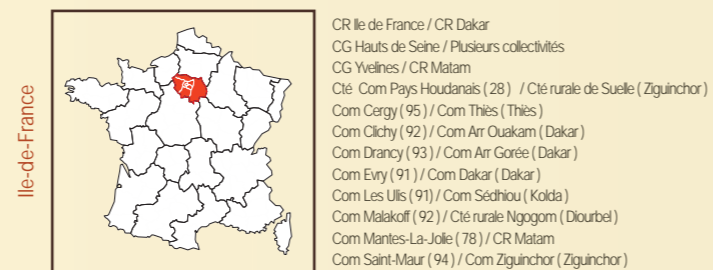 Ile-de-France
CR Ile de France / CR Dakar
CG Hauts de Seine / Plusieurs collectivités
CG Yvelines / CR Matam
Cté Com Pays Houdanais ( 28 ) / Cté rurale de Suelle ( Ziguinchor )
Com Cergy ( 95 ) / Com Thiès ( Thiès )
Com Clichy ( 92 ) / Com Arr Ouakam ( Dakar )
Com Drancy ( 93 ) / Com Arr Gorée ( Dakar )
Com Evry ( 91 ) / Com Dakar ( Dakar )
Com Les Ulis ( 91) / Com Sédhiou ( Kolda )
Com Malakoff ( 92 ) / Cté rurale Ngogom ( Diourbel )
Com Mantes-La-Jolie ( 78 ) / CR Matam
Com Saint-Maur ( 94 ) / Com Ziguinchor ( Ziguinchor )